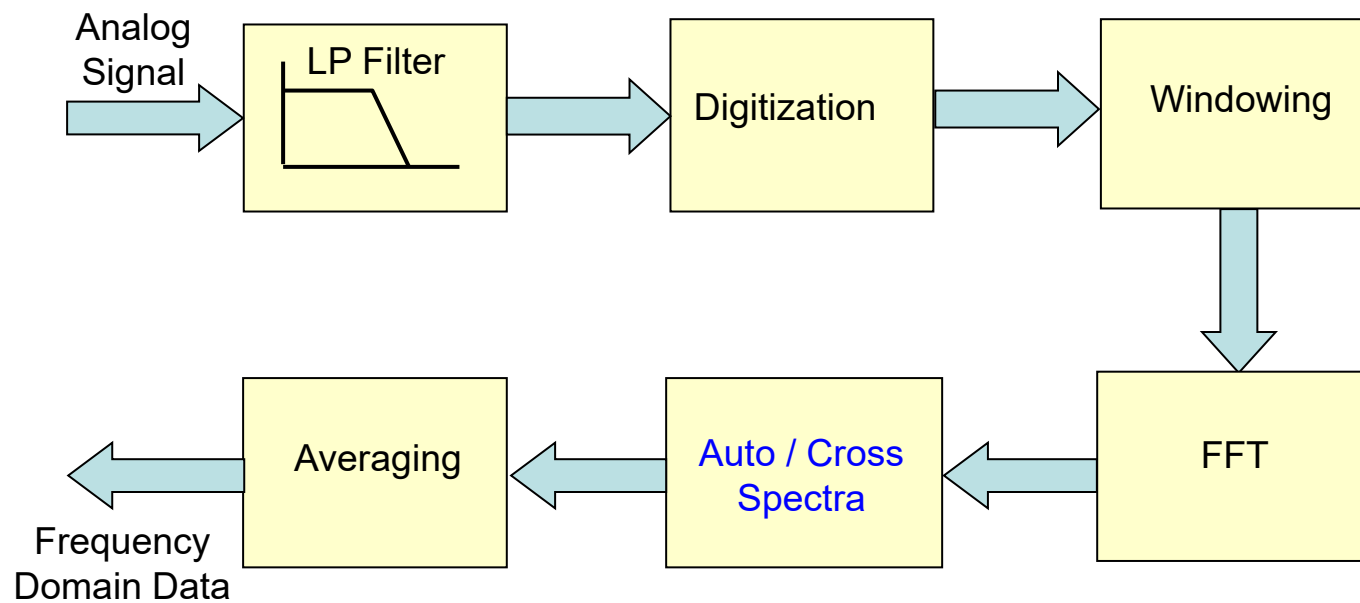 Analog
Signal
LP Filter
Digitization
Windowing
FFT
Auto / Cross
Spectra
Averaging
Frequency
Domain Data